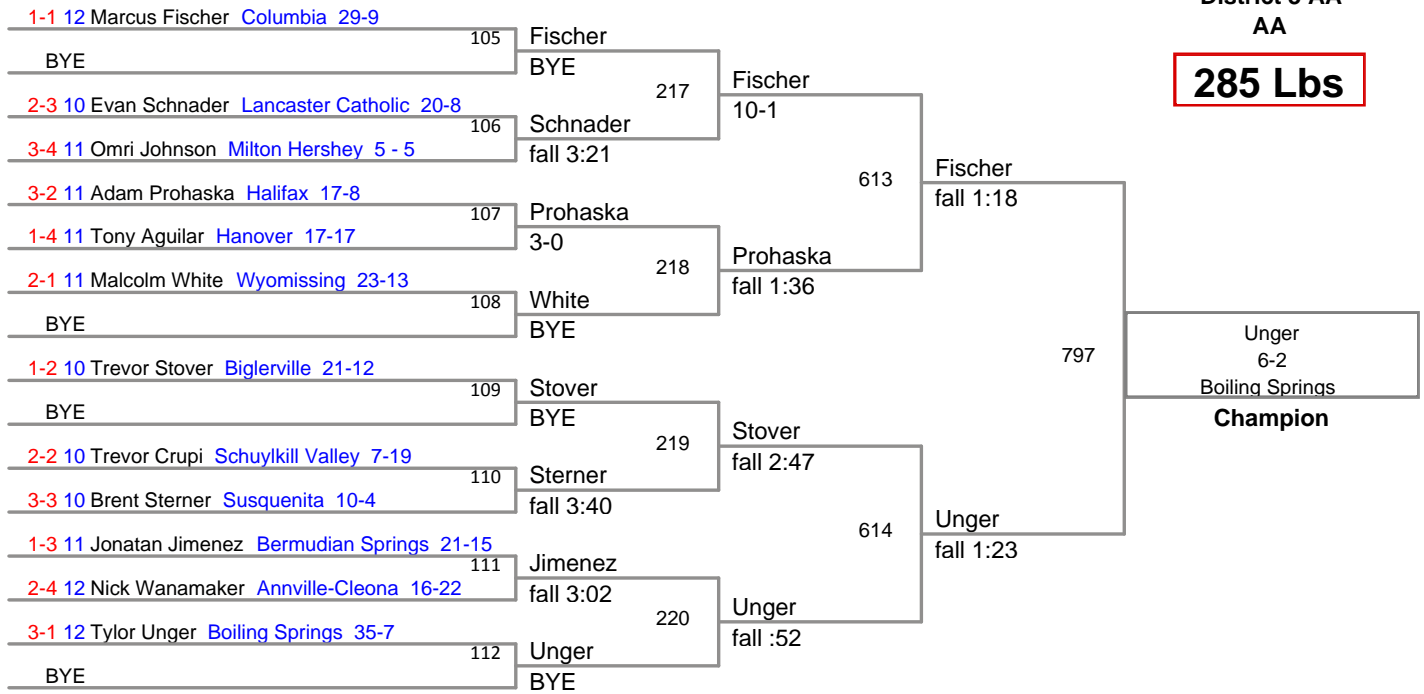 District 3 AA
AA
285 Lbs
1-1 12 Marcus Fischer Columbia 29-9
BYE
2-3 10 Evan Schnader Lancaster Catholic 20-8
3-4 11 Omri Johnson Milton Hershey 5 - 5
3-2 11 Adam Prohaska Halifax 17-8
1-4 11 Tony Aguilar Hanover 17-17
2-1 11 Malcolm White Wyomissing 23-13
BYE
1-2 10 Trevor Stover Biglerville 21-12
BYE
2-2 10 Trevor Crupi Schuylkill Valley 7-19
3-3 10 Brent Sterner Susquenita 10-4
1-3 11 Jonatan Jimenez Bermudian Springs 21-15
2-4 12 Nick Wanamaker Annville-Cleona 16-22
3-1 12 Tylor Unger Boiling Springs 35-7
BYE
105
Fischer
BYE
106
Schnader
fall 3:21
107
Prohaska
3-0
108
White
BYE
109
Stover
BYE
110
Sterner
fall 3:40
111
Jimenez
fall 3:02
112
Unger
BYE
217
Fischer
10-1
218
Prohaska
fall 1:36
219
Stover
fall 2:47
220
Unger
fall :52
613
Fischer
fall 1:18
614
Unger
fall 1:23
797
Unger
6-2
Boiling Springs
Champion